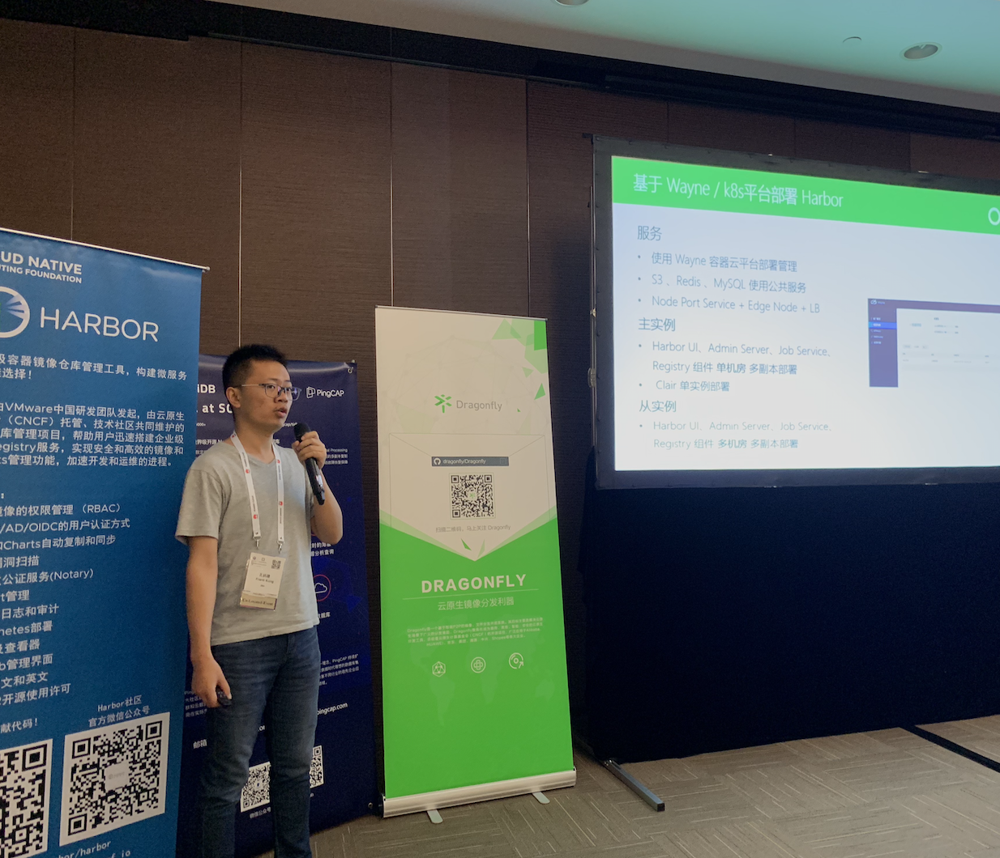 UD NATIVE
TING FOUNDATION
HARBOR
级容器镜像仓库管理工具，构建微服务
选择！
由VMware中国研发团队发起，由云原生
（CNCF）托管、技术社区共同维护的
库管理项目，帮助用户迅速搭建企业级
egistry服务，实现安全和高效的镜像和
ts管理功能，加速开发和运维的进程。
镜像的权限管理 （RBAC）
/AD/OIDC的用户认证方式
Charts自动复制和同步
漏洞扫描
公证服务(Notary)
t管理
日志和审计
netes部署
及查看器
b管理界面
文和英文
开源使用许可
献代码！
Harbor社区
官方微信公众号
bor/harbor
iDB
PingCAP
L at SC
pingcap.com
邮箱
微信公众号
Dragonfly
dragonfly/Dragonfly
扫描二维码，马上关注 Dragonfly
DRAGONFLY
云原生镜像分发利器
基于 Wayne / k8s平台部署 Harbor
服务
• 使用 Wayne 容器云平台部署管理
• S3 、Redis 、MySQL 使用公共服务
• Node Port Service + Edge Node + LB
主实例
• Harbor UI、Admin Server、Job Service、
Registry 组件 单机房 多副本部署
• Clair 单实例部署
从实例
• Harbor UI、Admin Server、Job Service、
Registry 组件 多机房 多副本部署